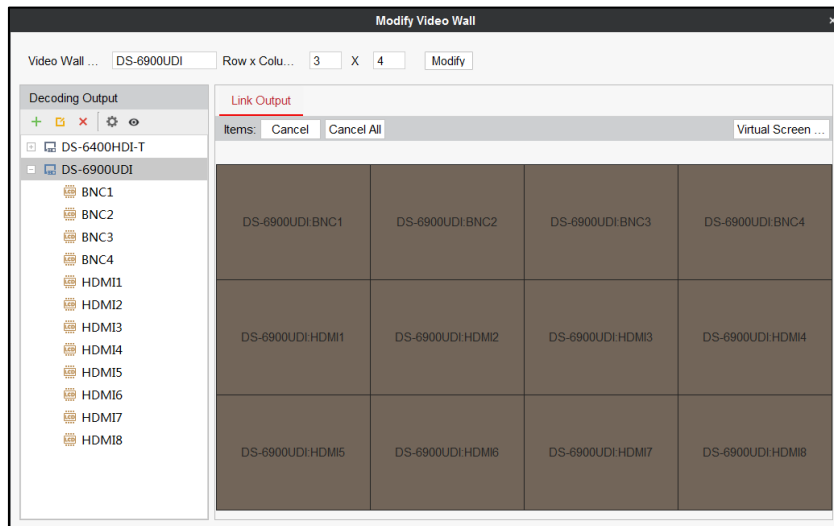 Modify Video Wall
Video Wall ... DS-6900UDI Row x Colu... 3 X 4 Modify
Decoding Output
DS-6400HDI-T
DS-6900UDI
BNC1
BNC2
BNC3
BNC4
HDMI1
HDMI2
HDMI3
HDMI4
HDMI5
HDMI6
HDMI7
HDMI8
Link Output
Items: Cancel Cancel All Virtual Screen ...
DS-6900UDI:BNC1 DS-6900UDI:BNC2 DS-6900UDI:BNC3 DS-6900UDI:BNC4
DS-6900UDI:HDMI1 DS-6900UDI:HDMI2 DS-6900UDI:HDMI3 DS-6900UDI:HDMI4
DS-6900UDI:HDMI5 DS-6900UDI:HDMI6 DS-6900UDI:HDMI7 DS-6900UDI:HDMI8